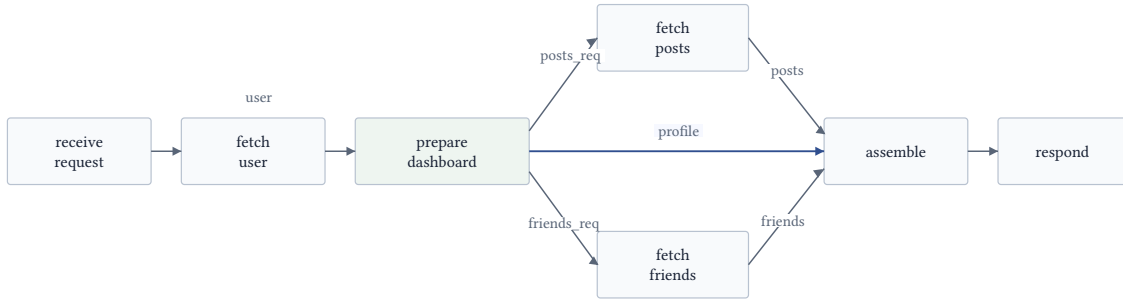 fetch
posts
posts_req
posts
user
receive
request
fetch
user
prepare
dashboard
profile
assemble
respond
friends_req
friends
fetch
friends